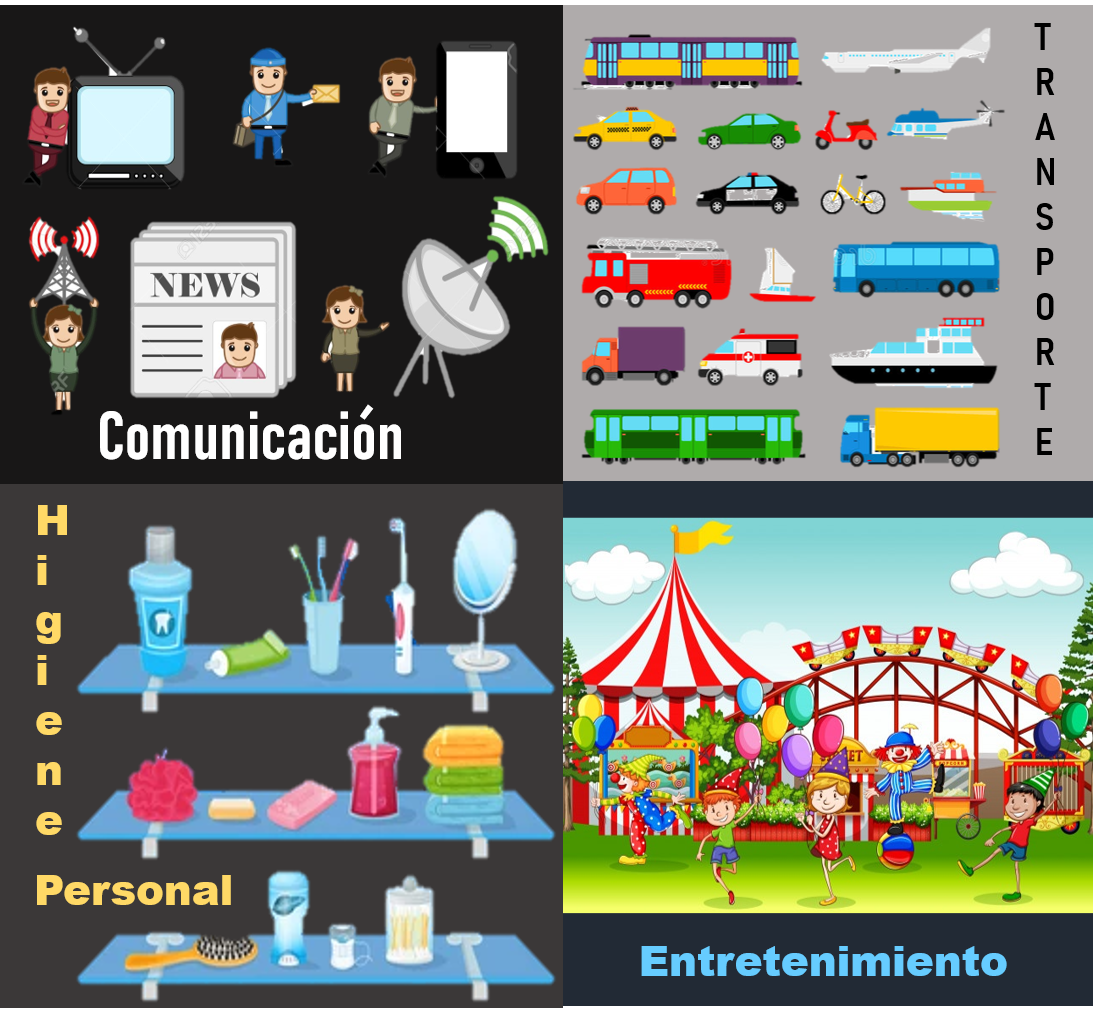 NEWS
Comunicación
TRANSPORTE
Higiene
Personal
Entretenimiento